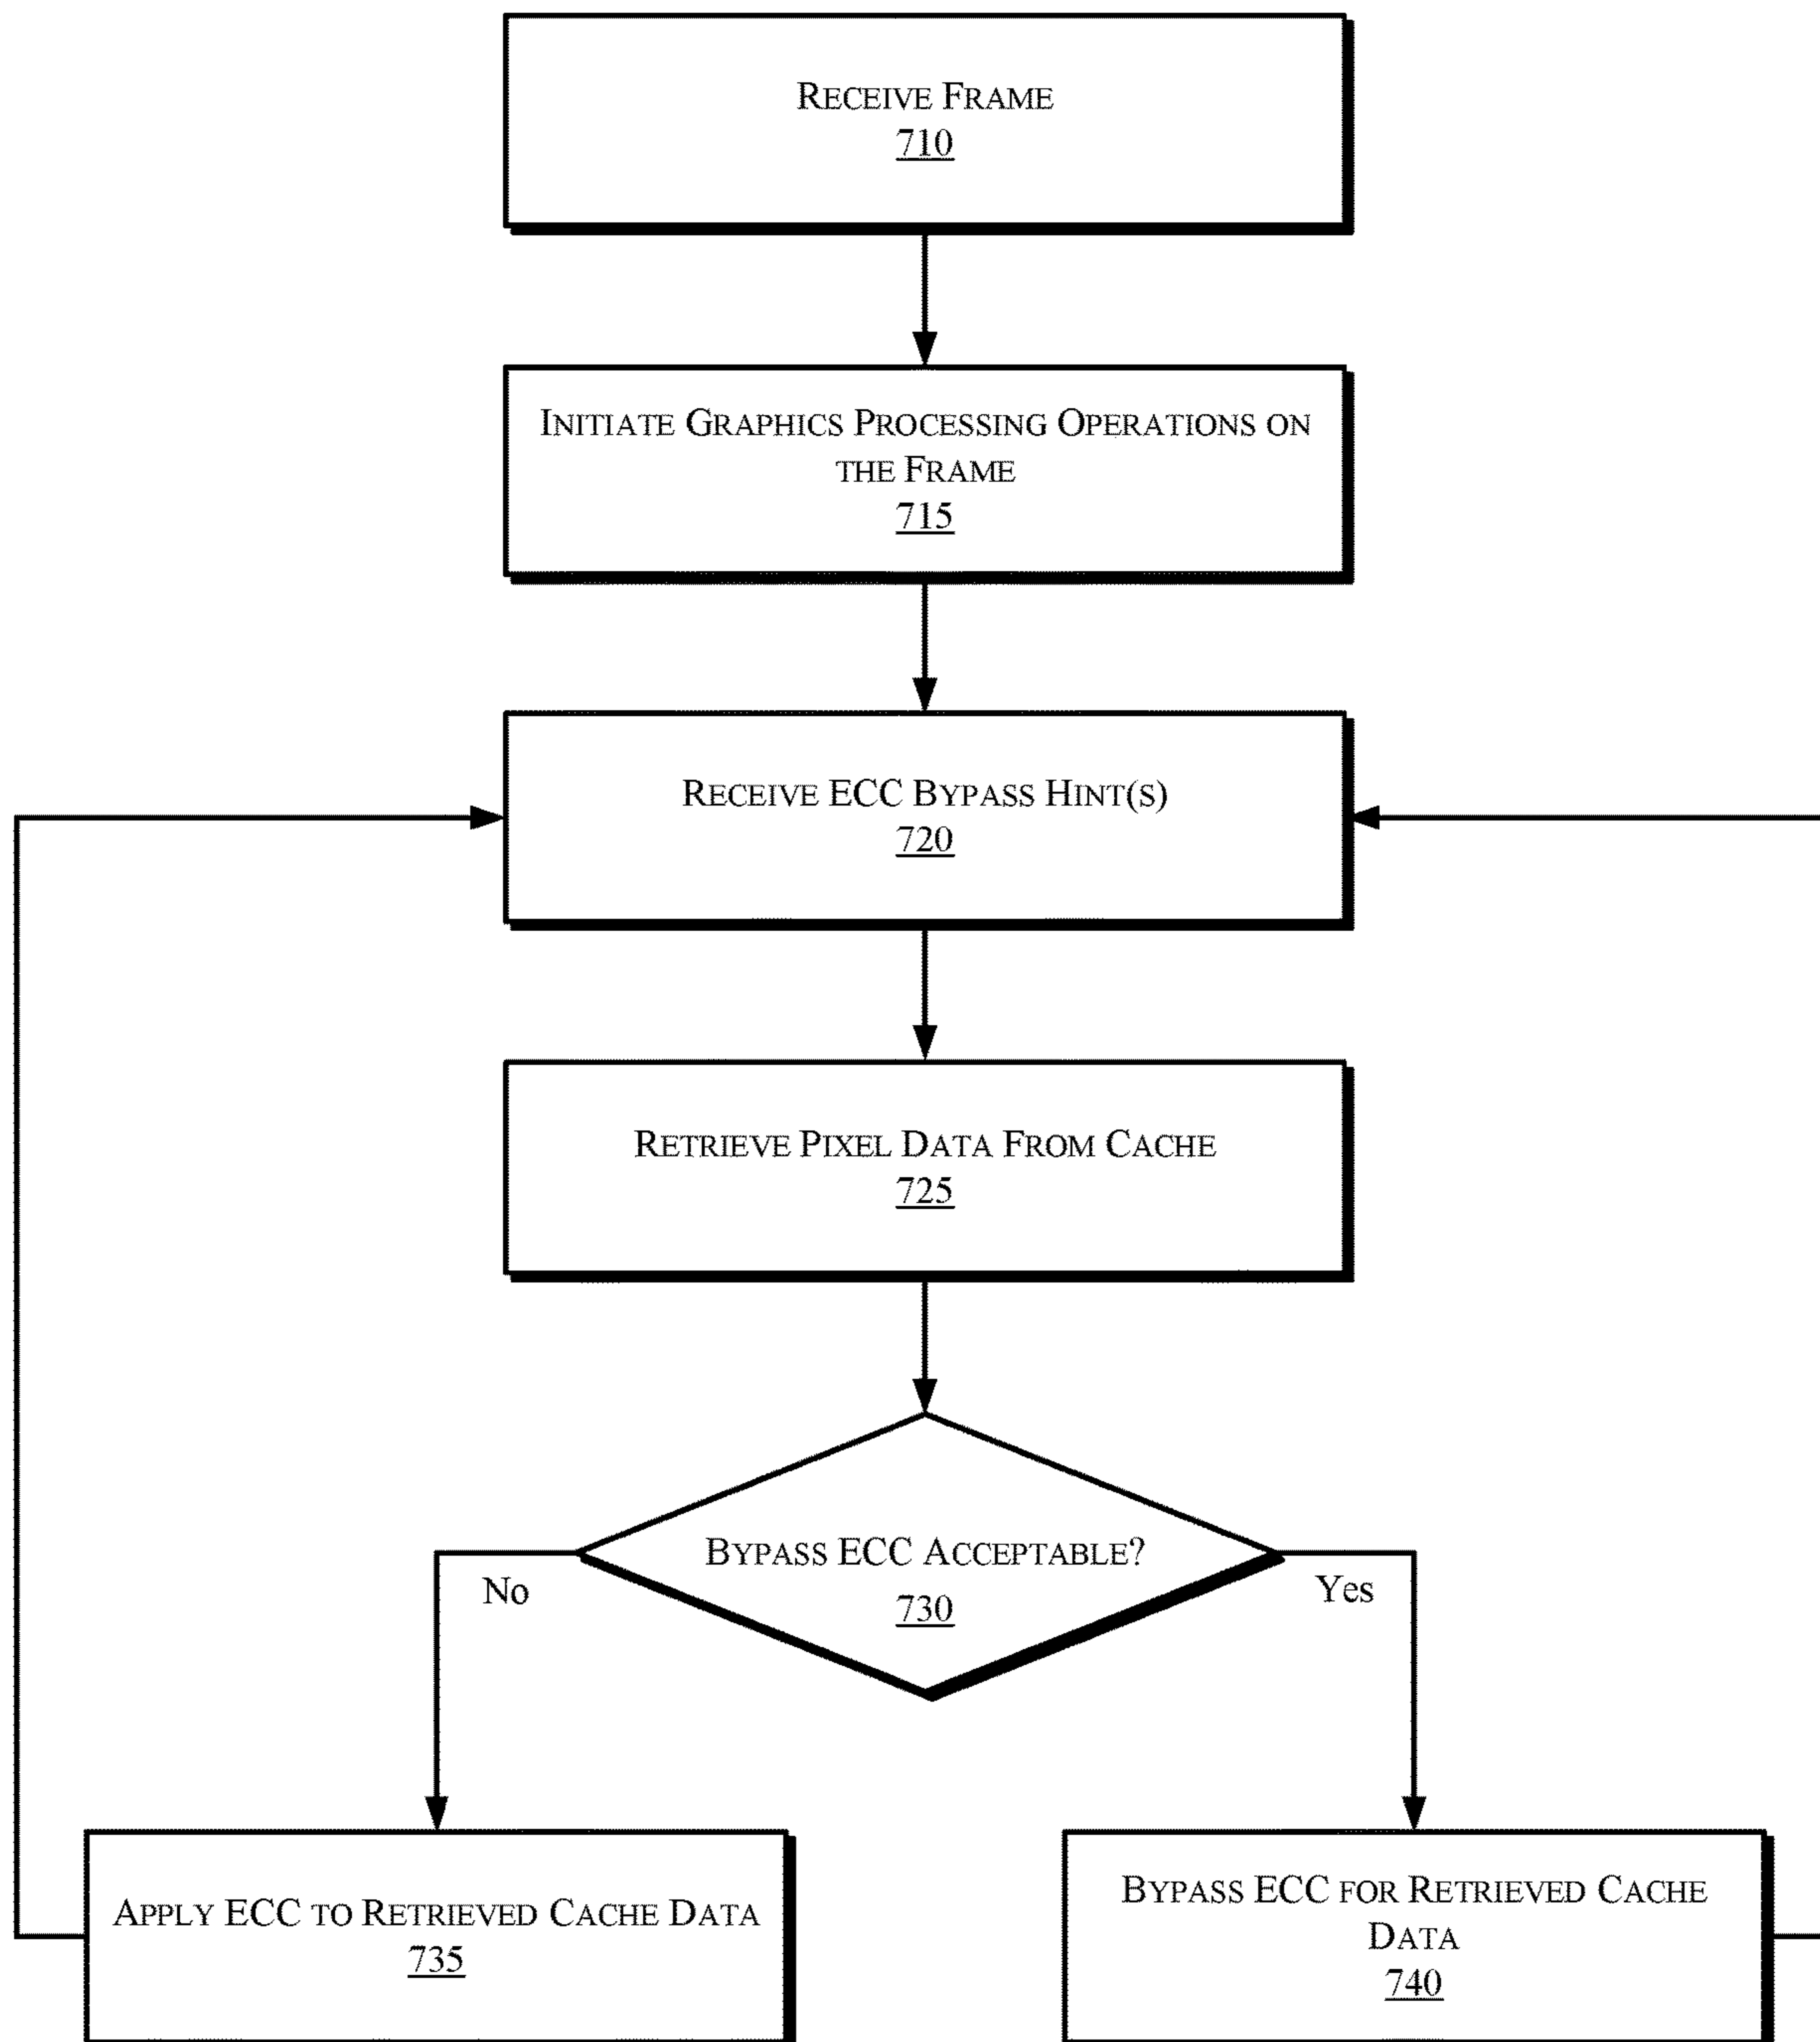 RECEIVE FRAME
710
INITIATE GRAPHICS PROCESSING OPERATIONS ON
THE FRAME
715
RECEIVE ECC BYPASS HINT(S)
720
RETRIEVE PIXEL DATA FROM CACHE
725
BYPASS ECC ACCEPTABLE?
730
No
Yes
APPLY ECC TO RETRIEVED CACHE DATA
735
BYPASS ECC FOR RETRIEVED CACHE
DATA
740